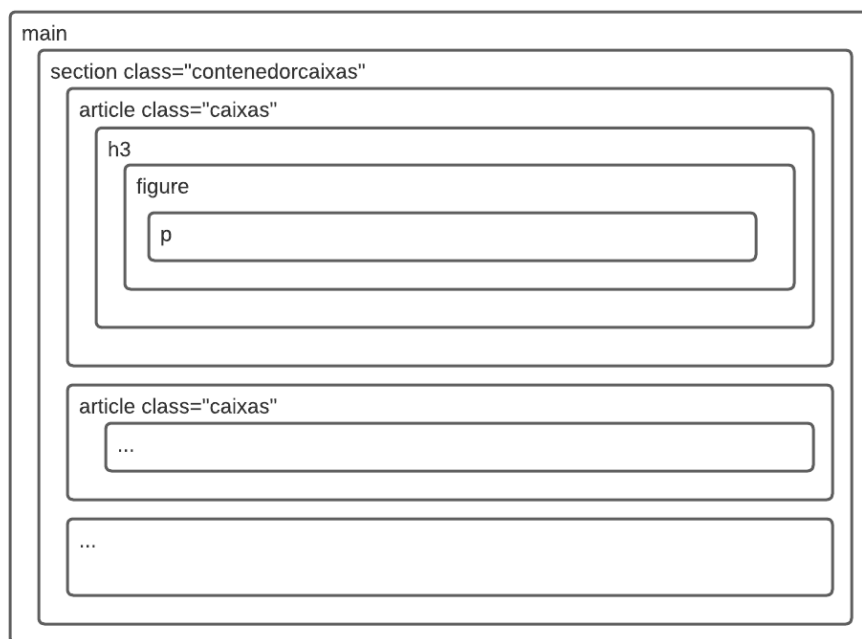 main
section class="contenedorcaixas"
article class="caixas"
h3
figure
p
article class="caixas"
...
...